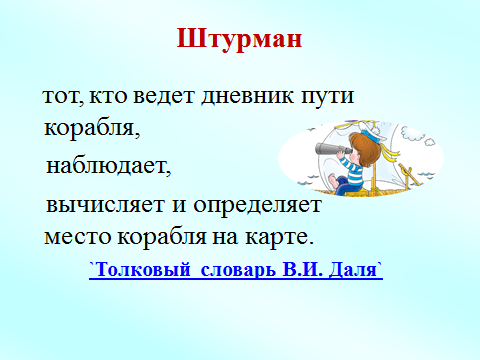 Штурман
тот, кто ведет дневник пути
корабля,
наблюдает,
вычисляет и определяет
место корабля на карте.
`Толковый словарь В.И. Даля`